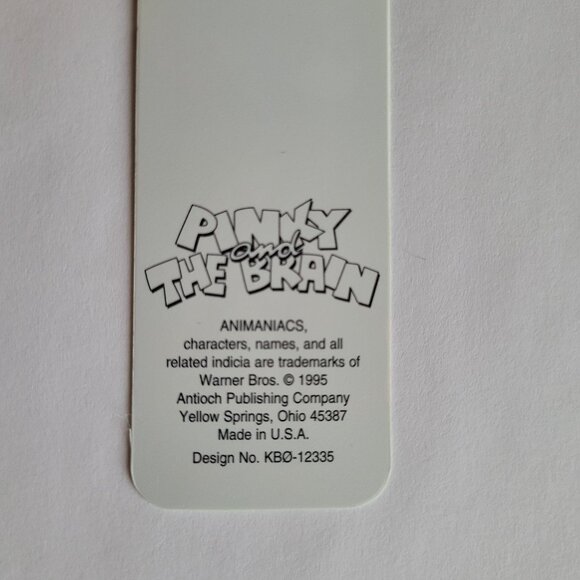 PINKY
and
THE BRAIN
ANIMANIACS,
characters, names, and all
related indicia are trademarks of
Warner Bros. © 1995
Antioch Publishing Company
Yellow Springs, Ohio 45387
Made in U.S.A.
Design No. KBØ-12335